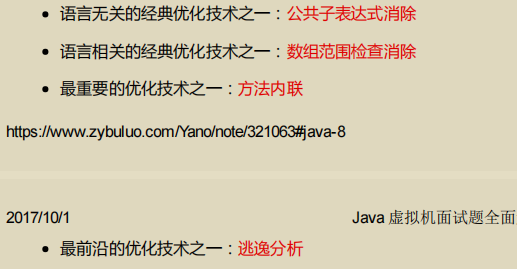 • 语言无关的经典优化技术之一：公共子表达式消除
• 语言相关的经典优化技术之一：数组范围检查消除
• 最重要的优化技术之一：方法内联
https://www.zybuluo.com/Yano/note/321063#java-8
2017/10/1 Java 虚拟机面试题全面
• 最前沿的优化技术之一：逃逸分析